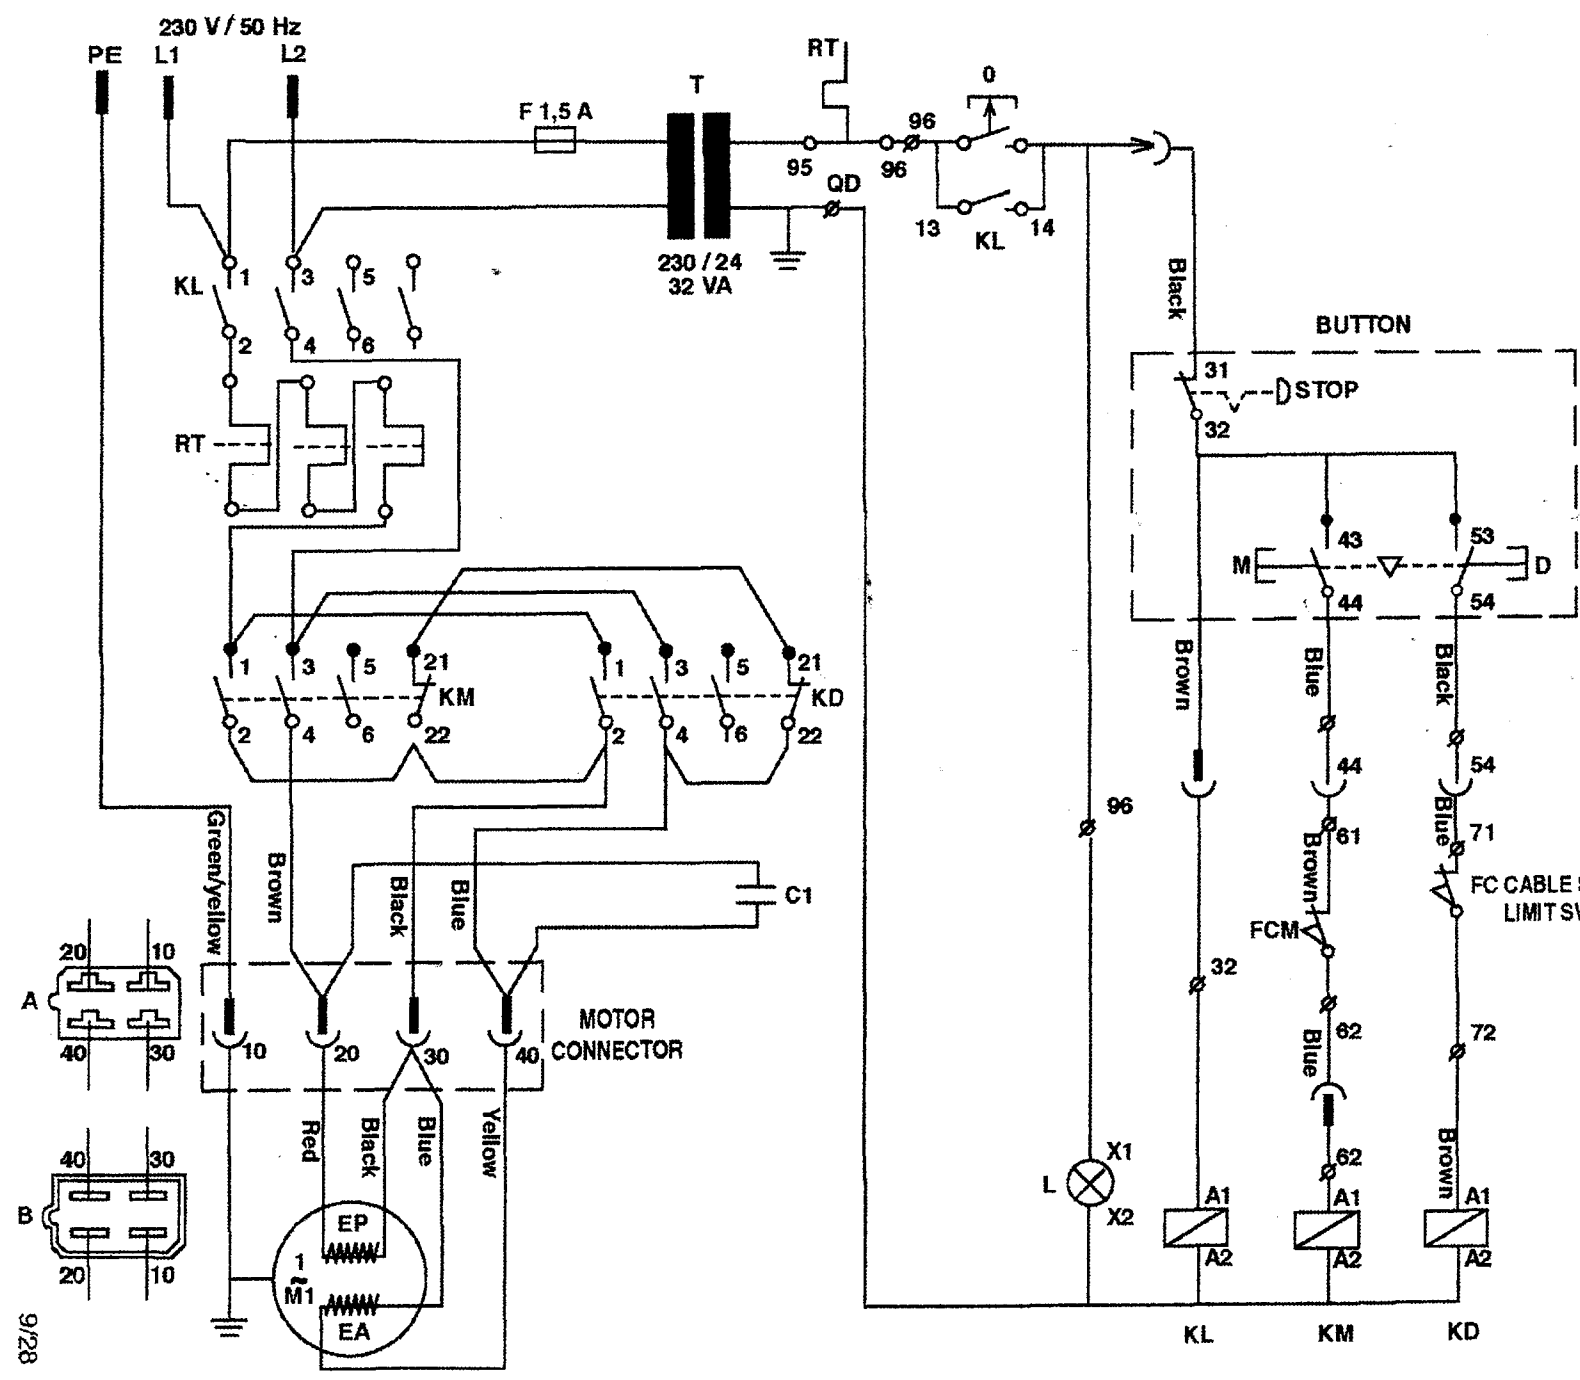 230 V / 50 Hz
PE L1 L2
RT
T
0
F 1,5 A
96
95
96
QD
13
14
KL
230 / 24
32 VA
KL
1
3
5
2
4
6
Black
BUTTON
31
STOP
32
RT
43
53
M
D
44
54
1
3
5
21
KM
2
4
6
22
1
3
5
21
KD
2
4
6
22
Brown
Blue
Black
44
54
96
61
Blue
71
Green/yellow
Brown
Black
Blue
C1
Brown
FC CABLE
LIMIT
FCM
20
10
A
40
30
32
62
72
MOTOR
CONNECTOR
10
20
30
40
Blue
Red
Black
Blue
Yellow
40
30
B
20
10
X1
L
X2
62
Brown
A1
A1
A1
A2
A2
A2
EP
1
~
M1
EA
KL
KM
KD
9/28